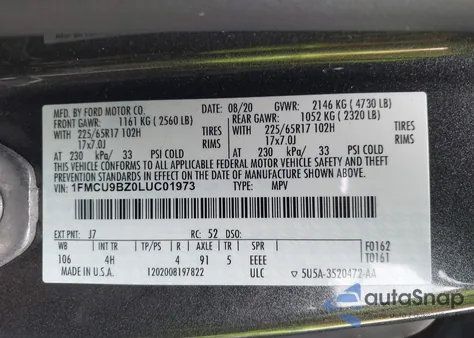 MFD. BY FORD MOTOR CO. 08/20 GVWR: 2146 KG ( 4730 LB)
FRONT GAWR: 1161 KG ( 2560 LB) REAR GAWR: 1052 KG ( 2320 LB)
WITH 225/65R17 102H TIRES WITH 225/65R17 102H TIRES
17x7.0J RIMS 17x7.0J RIMS
AT 230 kPa/ 33 PSI COLD AT 230 kPa/ 33 PSI COLD
THIS VEHICLE CONFORMS TO ALL APPLICABLE FEDERAL MOTOR VEHICLE SAFETY AND THEFT
PREVENTION STANDARDS IN EFFECT ON THE DATE OF MANUFACTURE SHOWN ABOVE.
VIN: 1FMCU9BZ0LUC01973 TYPE: MPV
EXT PNT: J7 RC: 52 DSO:
WB INT TR TP/PS R AXLE TR SPR F0162
106 4H 4 91 5 EEEE T0161
MADE IN U.S.A. 1202008197822 ULC 5U5A-3520472-AA
autoSnap